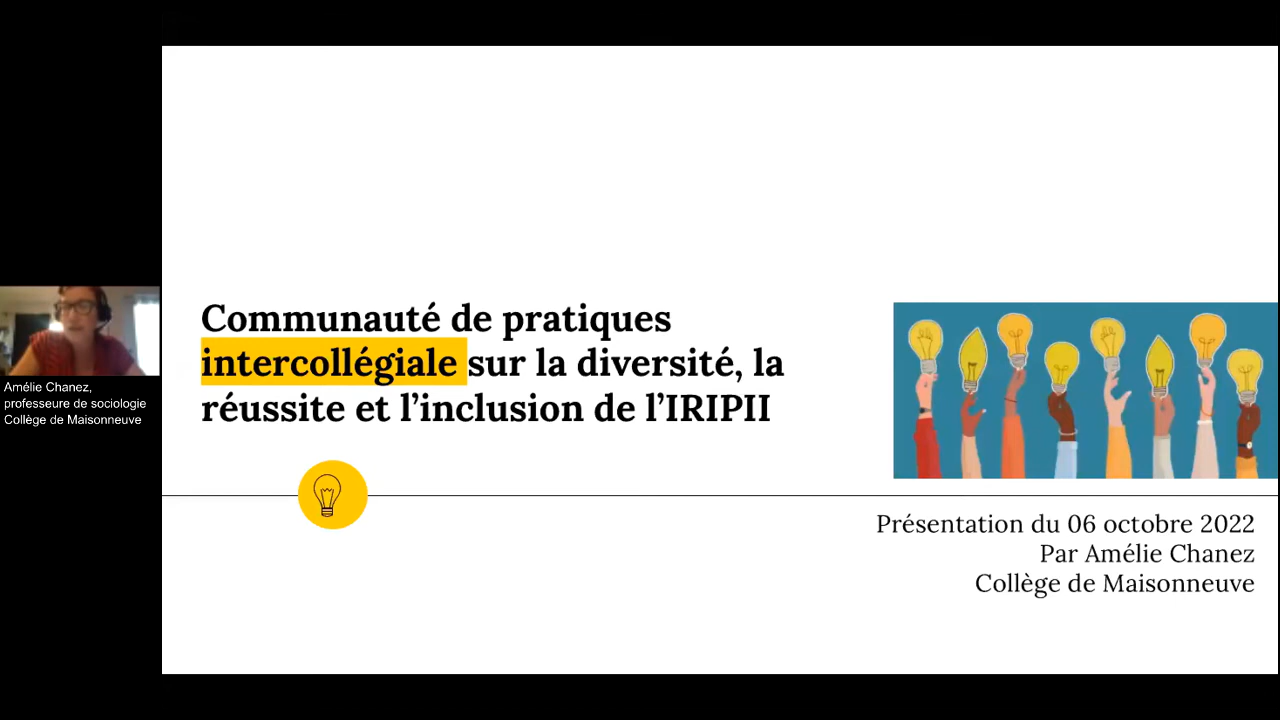 Communauté de pratiques
intercollégiale sur la diversité, la
réussite et l’inclusion de l’IRIPII
Amélie Chanez,
professeure de sociologie
Collège de Maisonneuve
Présentation du 06 octobre 2022
Par Amélie Chanez
Collège de Maisonneuve